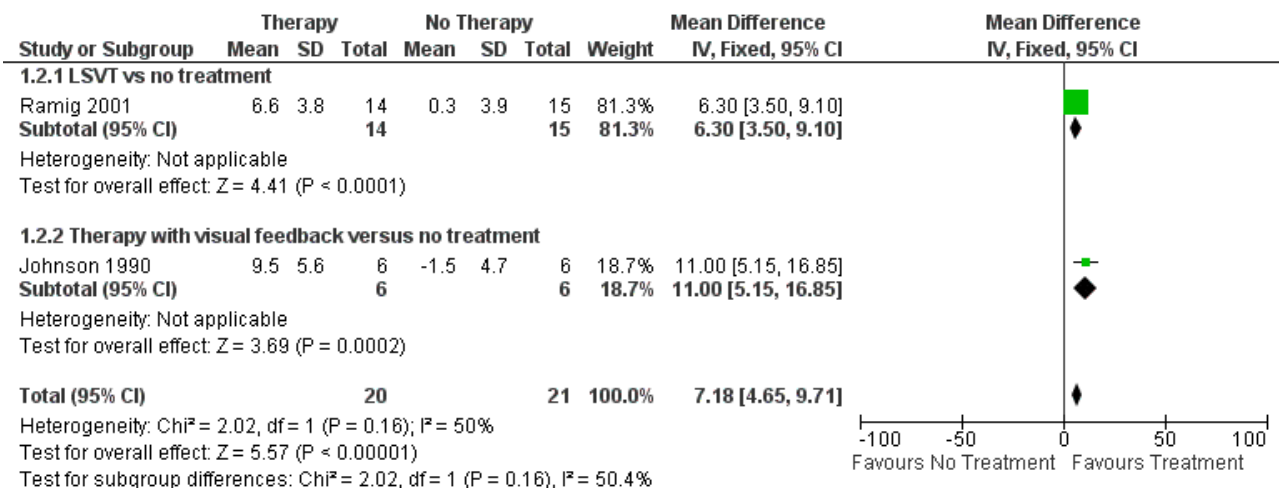 Therapy No Therapy Mean Difference Mean Difference
Study or Subgroup Mean SD Total Mean SD Total Weight IV, Fixed, 95% CI IV, Fixed, 95% CI
1.2.1 LSVT vs no treatment
Ramig 2001 6.6 3.8 14 0.3 3.9 15 81.3% 6.30 [3.50, 9.10]
Subtotal (95% CI) 14 15 81.3% 6.30 [3.50, 9.10]
Heterogeneity: Not applicable
Test for overall effect: Z = 4.41 (P < 0.0001)
1.2.2 Therapy with visual feedback versus no treatment
Johnson 1990 9.5 5.6 6 -1.5 4.7 6 18.7% 11.00 [5.15, 16.85]
Subtotal (95% CI) 6 6 18.7% 11.00 [5.15, 16.85]
Heterogeneity: Not applicable
Test for overall effect: Z = 3.69 (P = 0.0002)
Total (95% CI) 20 21 100.0% 7.18 [4.65, 9.71]
Heterogeneity: Chi² = 2.02, df = 1 (P = 0.16); I² = 50%
Test for overall effect: Z = 5.57 (P < 0.00001)
Test for subgroup differences: Chi² = 2.02, df = 1 (P = 0.16), I² = 50.4%
-100 -50 0 50 100
Favours No Treatment Favours Treatment